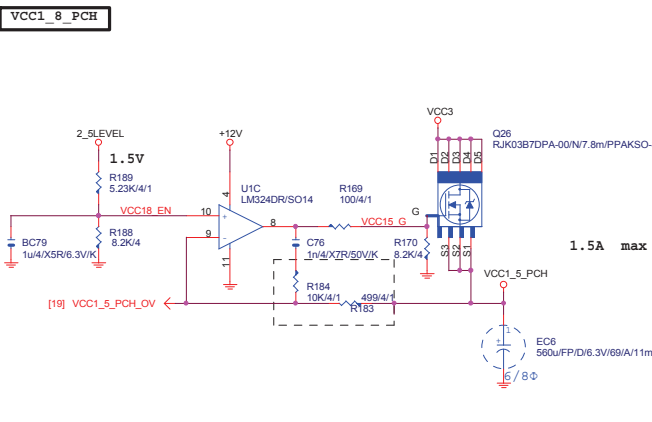 VCC1_8_PCH
VCC3
2_5LEVEL
+12V
Q26
RJK03B7DPA-00/N/7.8m/PPAKSO-
1.5V
D1
D2
D3
D4
D5
R189
5.23K/4/1
4
U1C
LM324DR/SO14
R169
100/4/1
VCC18_EN
10
+
8
VCC15_G
G
9
-
11
BC79
1u/4/X5R/6.3V/K
R188
8.2K/4
C76
1n/4/X7R/50V/K
R170
8.2K/4
S3
S2
S1
1.5A max
VCC1_5_PCH
R184
10K/4/1
499/4/1
R183
[19] VCC1_5_PCH_OV
1
+
EC6
560u/FP/D/6.3V/69/A/11m
6/8Φ